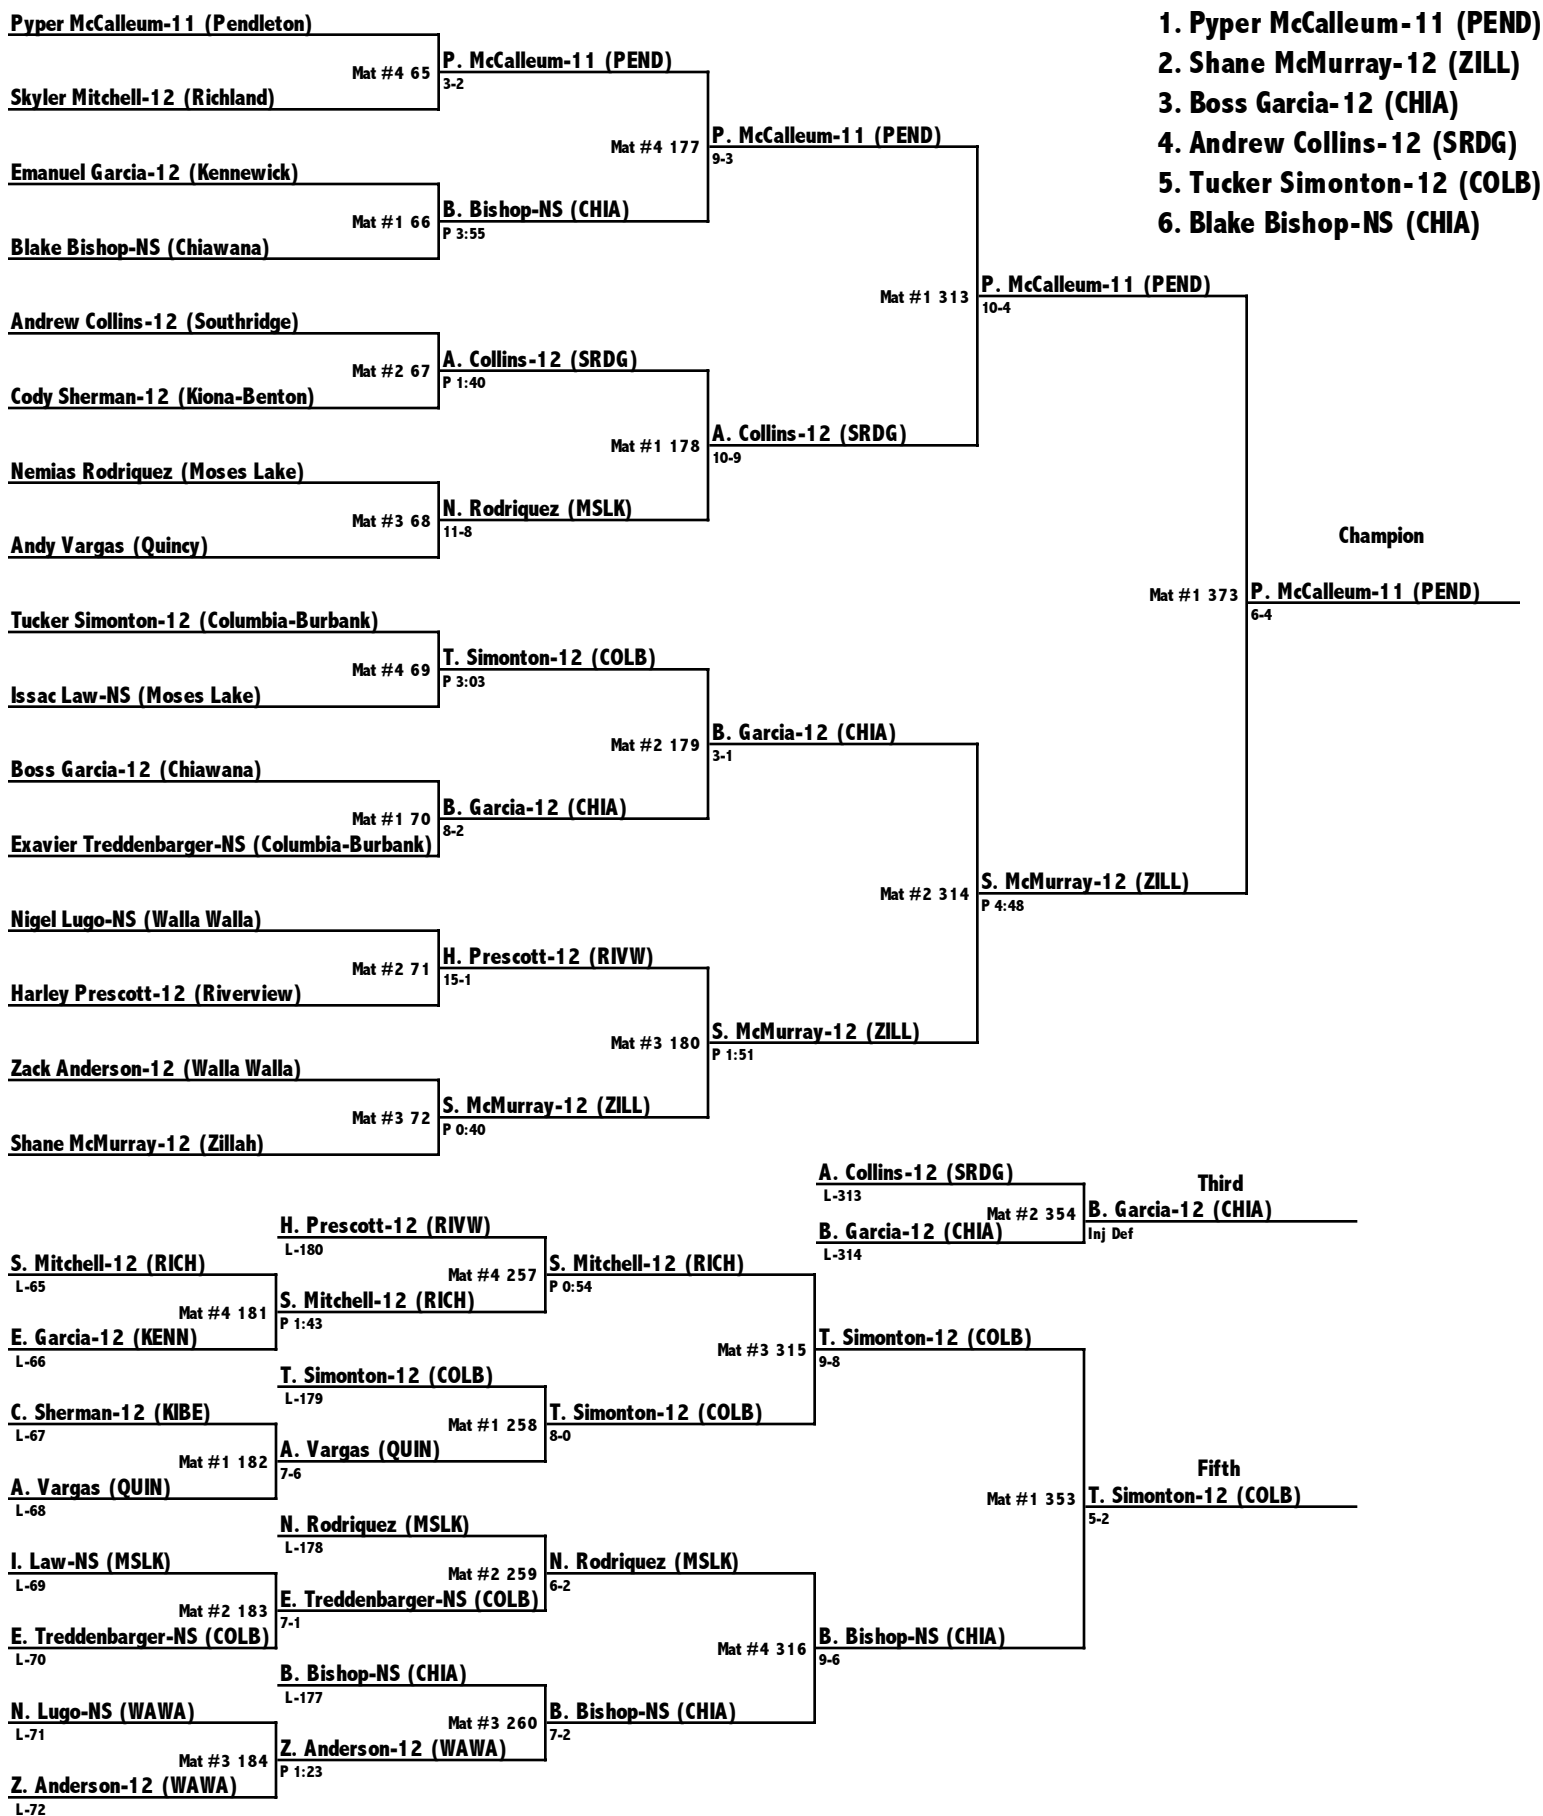 Pyper McCalleum-11 (Pendleton)
Mat #4 65
Skyler Mitchell-12 (Richland)
P. McCalleum-11 (PEND)
3-2
Emanuel Garcia-12 (Kennewick)
Mat #1 66
Blake Bishop-NS (Chiawana)
B. Bishop-NS (CHIA)
P 3:55
Mat #4 177
P. McCalleum-11 (PEND)
9-3
Andrew Collins-12 (Southridge)
Mat #2 67
Cody Sherman-12 (Kiona-Benton)
A. Collins-12 (SRDG)
P 1:40
Nemias Rodriquez (Moses Lake)
Mat #3 68
Andy Vargas (Quincy)
N. Rodriquez (MSLK)
11-8
Mat #1 178
A. Collins-12 (SRDG)
10-9
Mat #1 313
P. McCalleum-11 (PEND)
10-4
Tucker Simonton-12 (Columbia-Burbank)
Mat #4 69
Issac Law-NS (Moses Lake)
T. Simonton-12 (COLB)
P 3:03
Boss Garcia-12 (Chiawana)
Mat #1 70
Exavier Treddenbarger-NS (Columbia-Burbank)
B. Garcia-12 (CHIA)
8-2
Mat #2 179
B. Garcia-12 (CHIA)
3-1
Nigel Lugo-NS (Walla Walla)
Mat #2 71
Harley Prescott-12 (Riverview)
H. Prescott-12 (RIVW)
15-1
Zack Anderson-12 (Walla Walla)
Mat #3 72
Shane McMurray-12 (Zillah)
S. McMurray-12 (ZILL)
P 0:40
Mat #3 180
S. McMurray-12 (ZILL)
P 1:51
Mat #2 314
S. McMurray-12 (ZILL)
P 4:48
Champion
Mat #1 373
P. McCalleum-11 (PEND)
6-4
1. Pyper McCalleum-11 (PEND)
2. Shane McMurray-12 (ZILL)
3. Boss Garcia-12 (CHIA)
4. Andrew Collins-12 (SRDG)
5. Tucker Simonton-12 (COLB)
6. Blake Bishop-NS (CHIA)
A. Collins-12 (SRDG)
L-313
Mat #2 354
B. Garcia-12 (CHIA)
L-314
Third
B. Garcia-12 (CHIA)
Inj Def
S. Mitchell-12 (RICH)
L-65
Mat #4 181
E. Garcia-12 (KENN)
L-66
H. Prescott-12 (RIVW)
L-180
Mat #4 257
S. Mitchell-12 (RICH)
P 1:43
S. Mitchell-12 (RICH)
P 0:54
C. Sherman-12 (KIBE)
L-67
Mat #1 182
A. Vargas (QUIN)
L-68
T. Simonton-12 (COLB)
L-179
Mat #1 258
A. Vargas (QUIN)
7-6
T. Simonton-12 (COLB)
8-0
Mat #3 315
T. Simonton-12 (COLB)
9-8
I. Law-NS (MSLK)
L-69
Mat #2 183
E. Treddenbarger-NS (COLB)
L-70
N. Rodriquez (MSLK)
L-178
Mat #2 259
E. Treddenbarger-NS (COLB)
7-1
N. Rodriquez (MSLK)
6-2
N. Lugo-NS (WAWA)
L-71
Mat #3 184
Z. Anderson-12 (WAWA)
L-72
B. Bishop-NS (CHIA)
L-177
Mat #3 260
Z. Anderson-12 (WAWA)
P 1:23
B. Bishop-NS (CHIA)
7-2
Mat #4 316
B. Bishop-NS (CHIA)
9-6
Mat #1 353
Fifth
T. Simonton-12 (COLB)
5-2